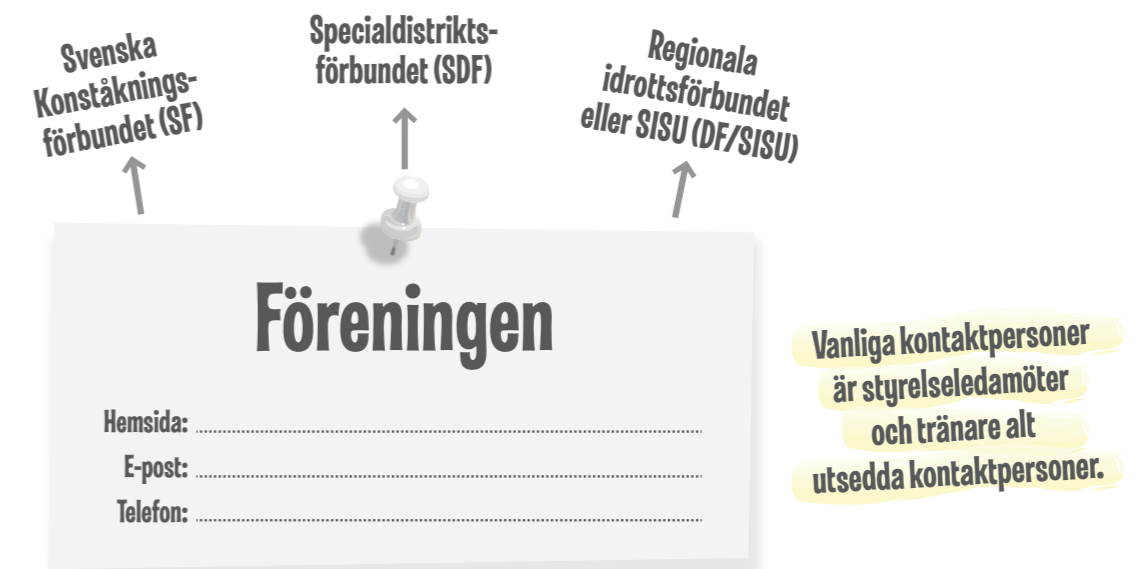 Svenska
Konståknings-
förbundet (SF)
Specialdistrikts-
förbundet (SDF)
Regionala
idrottsförbundet
eller SISU (DF/SISU)
Föreningen
Hemsida:
E-post:
Telefon:
Vanliga kontaktpersoner
är styrelseledamöter
och tränare alt
utsedda kontaktpersoner.